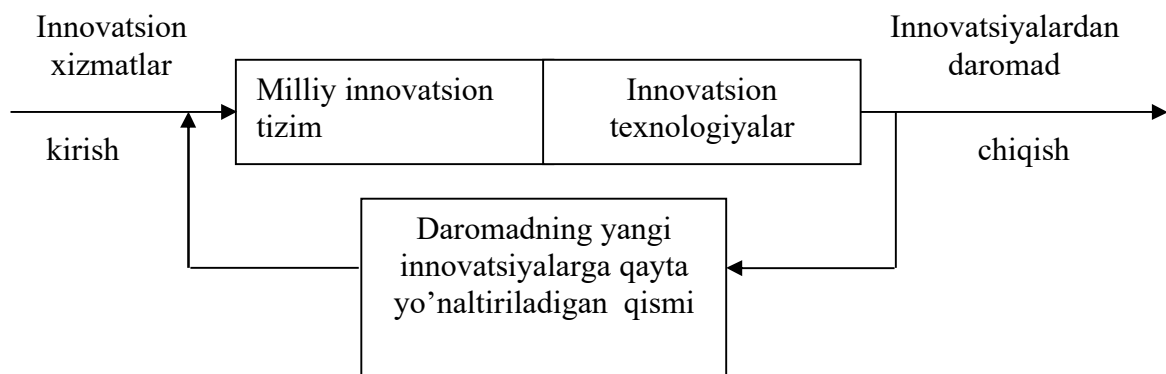 Innovatsion
xizmatlar
kirish
Milliy innovatsion
tizim
Innovatsion
texnologiyalar
Innovatsiyalardan
daromad
chiqish
Daromadning yangi
innovatsiyalarga qayta
yo’naltiriladigan  qismi